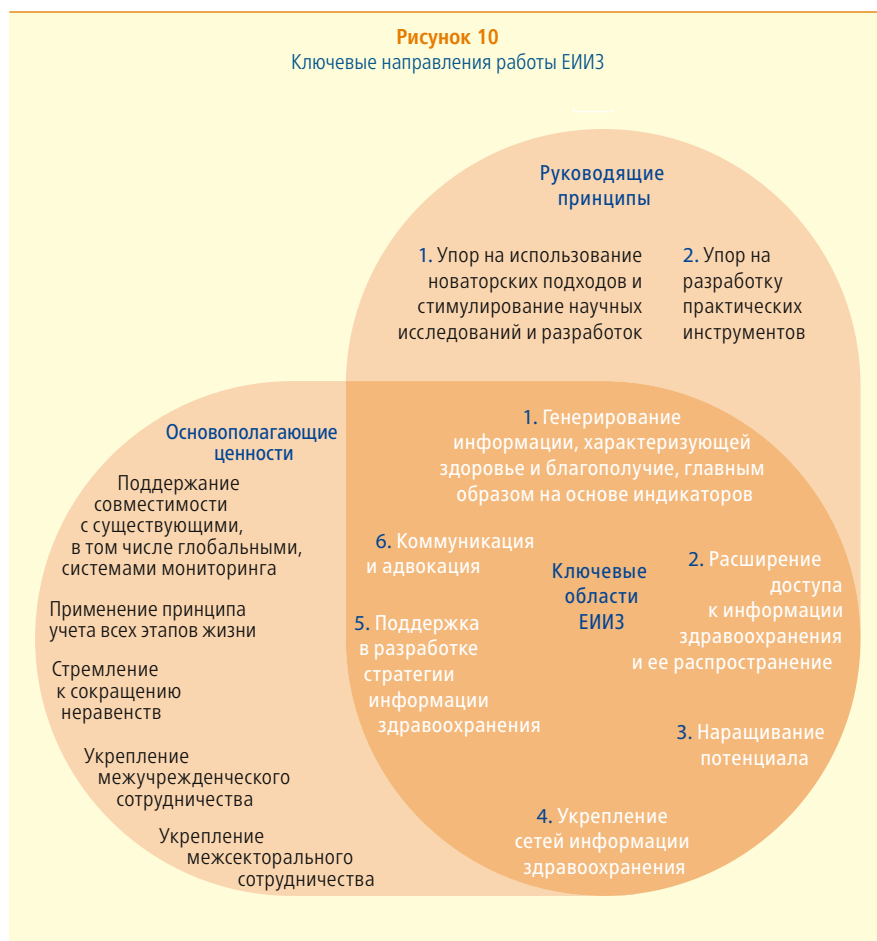 Рисунок 10
Ключевые направления работы ЕИИЗ
Руководящие
принципы
1. Упор на использование
новаторских подходов и
стимулирование научных
исследований и разработок
2. Упор на
разработку
практических
инструментов
Основополагающие
ценности
Поддержание
совместимости
с существующими,
в том числе глобальными,
системами мониторинга
Применение принципа
учета всех этапов жизни
Стремление
к сокращению
неравенств
Укрепление
межучрежденческого
сотрудничества
Укрепление
межсекторального
сотрудничества
Ключевые
области
ЕИИЗ
1. Генерирование
информации, характеризующей
здоровье и благополучие, главным
образом на основе индикаторов
2. Расширение
доступа
к информации
здравоохранения
и ее распространение
3. Наращивание
потенциала
4. Укрепление
сетей информации
здравоохранения
5. Поддержка
в разработке
стратегии
информации
здравоохранения
6. Коммуникация
и адвокация